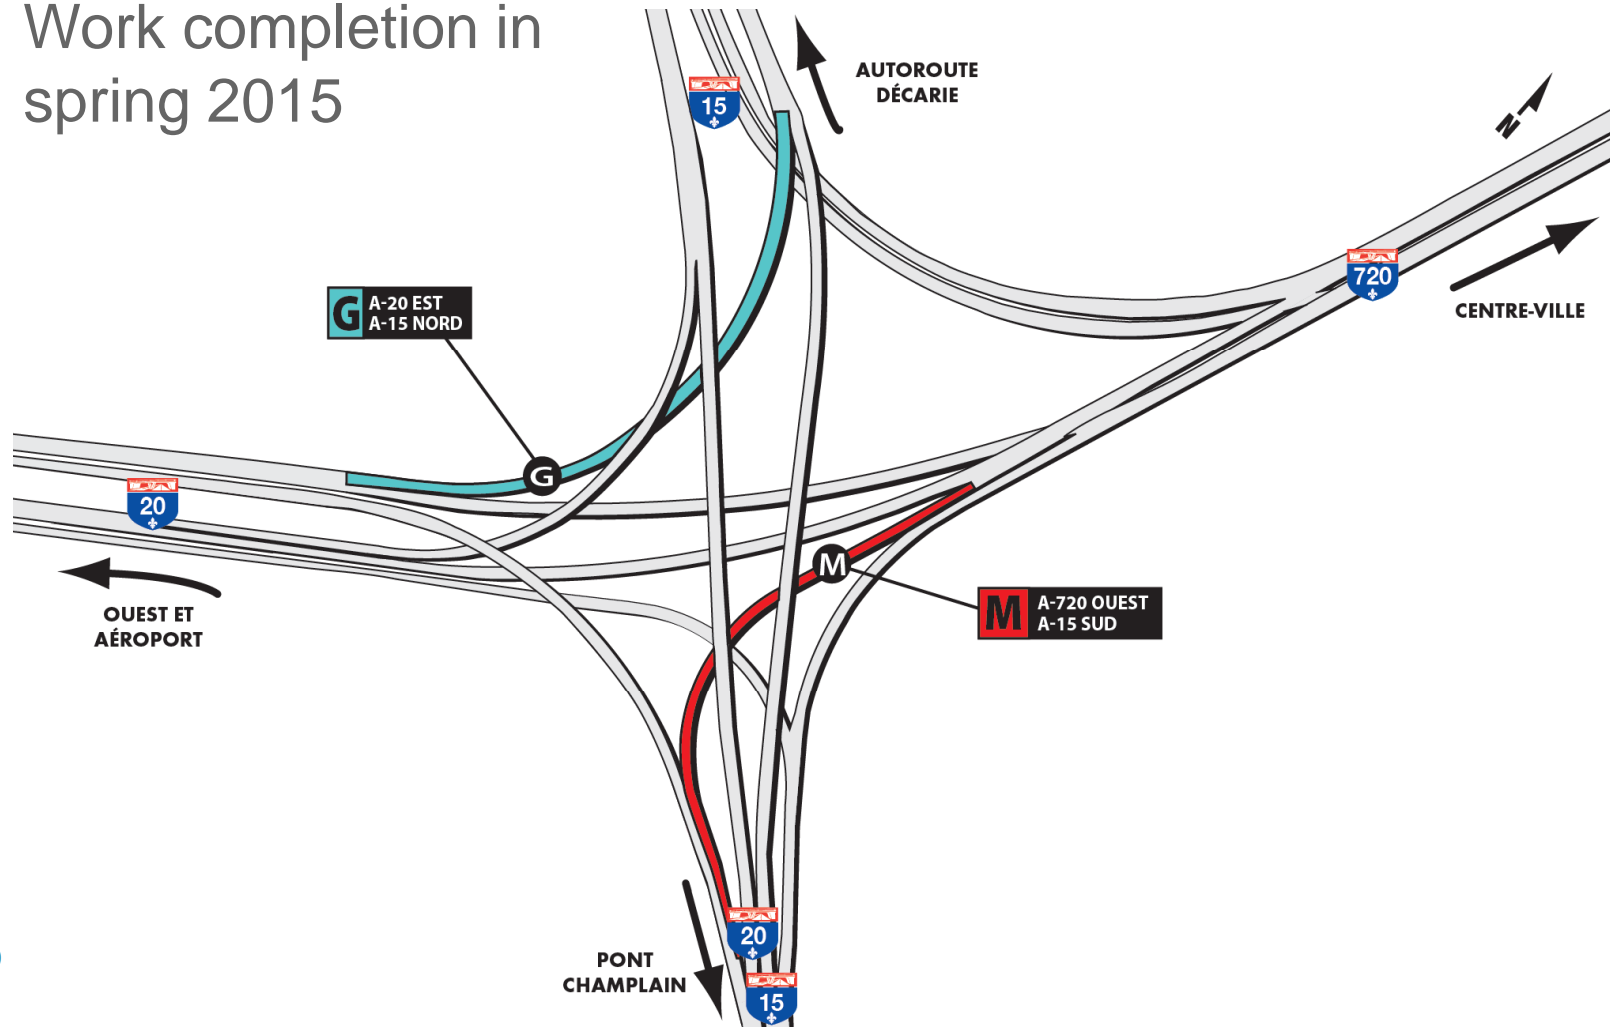 Work completion in
spring 2015
15
AUTOROUTE
DÉCARIE
N
720
CENTRE-VILLE
G
A-20 EST
A-15 NORD
G
20
OUEST ET
AÉROPORT
M
M
A-720 OUEST
A-15 SUD
20
PONT
CHAMPLAIN
15